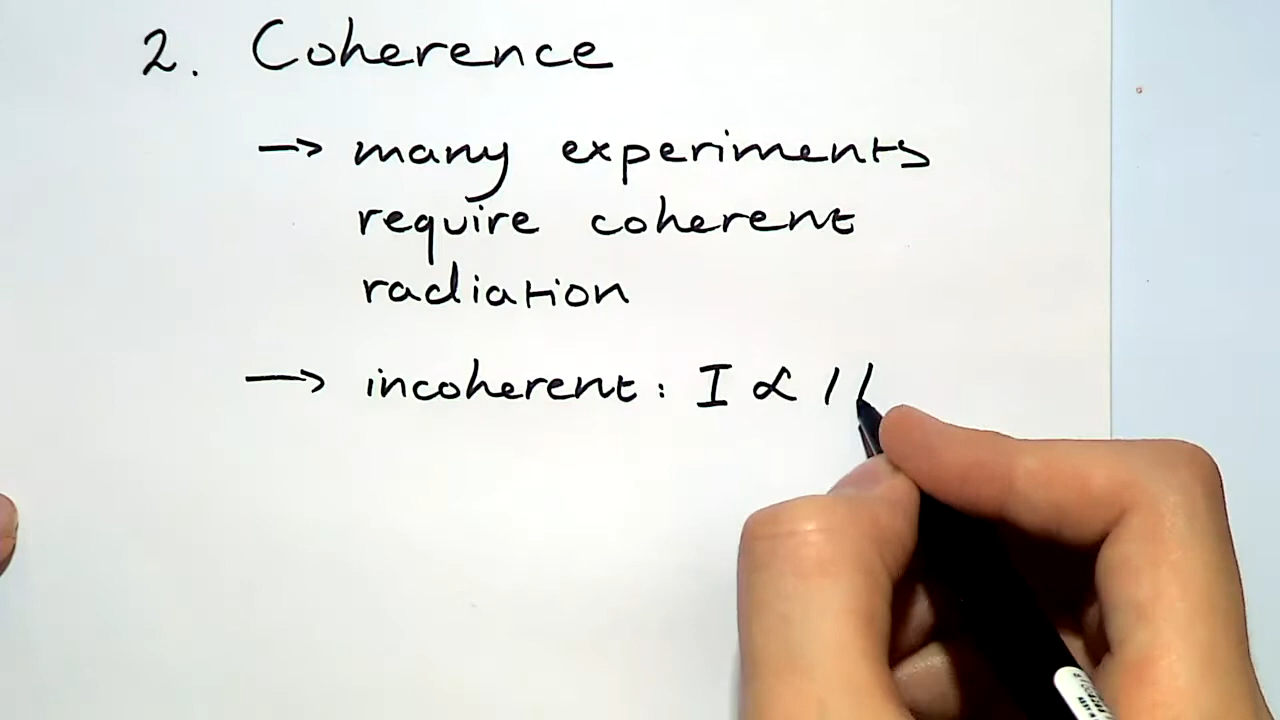 2. Coherence
→ many experiments
require coherent
radiation
→ incoherent: I ∝ /